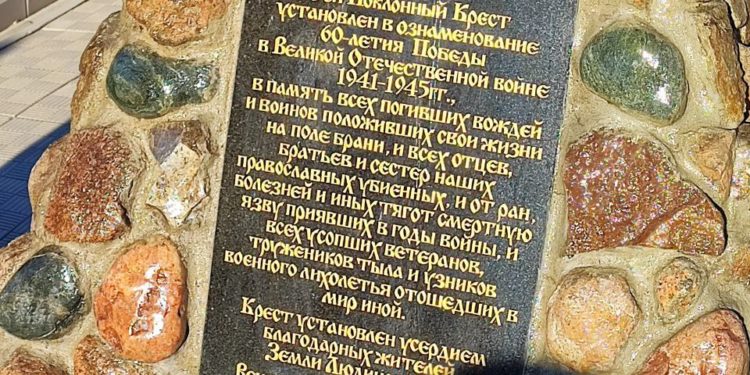 Поклонный Крест
установлен в ознаменование
60-летия Победы
в Великой Отечественной войне
1941-1945гг.,
в память всех погибших вождей
и воинов положивших свои жизни
на поле брани, и всех отцев,
братьев и сестер наших
православных убиенных, и от ран,
болезней и иных тягот смертную
язву приявших в годы войны, и
всех усопших ветеранов,
тружеников тыла и узников
военного лихолетья отошедших в
мир иной.
Крест установлен усердием
благодарных жителей
Земли